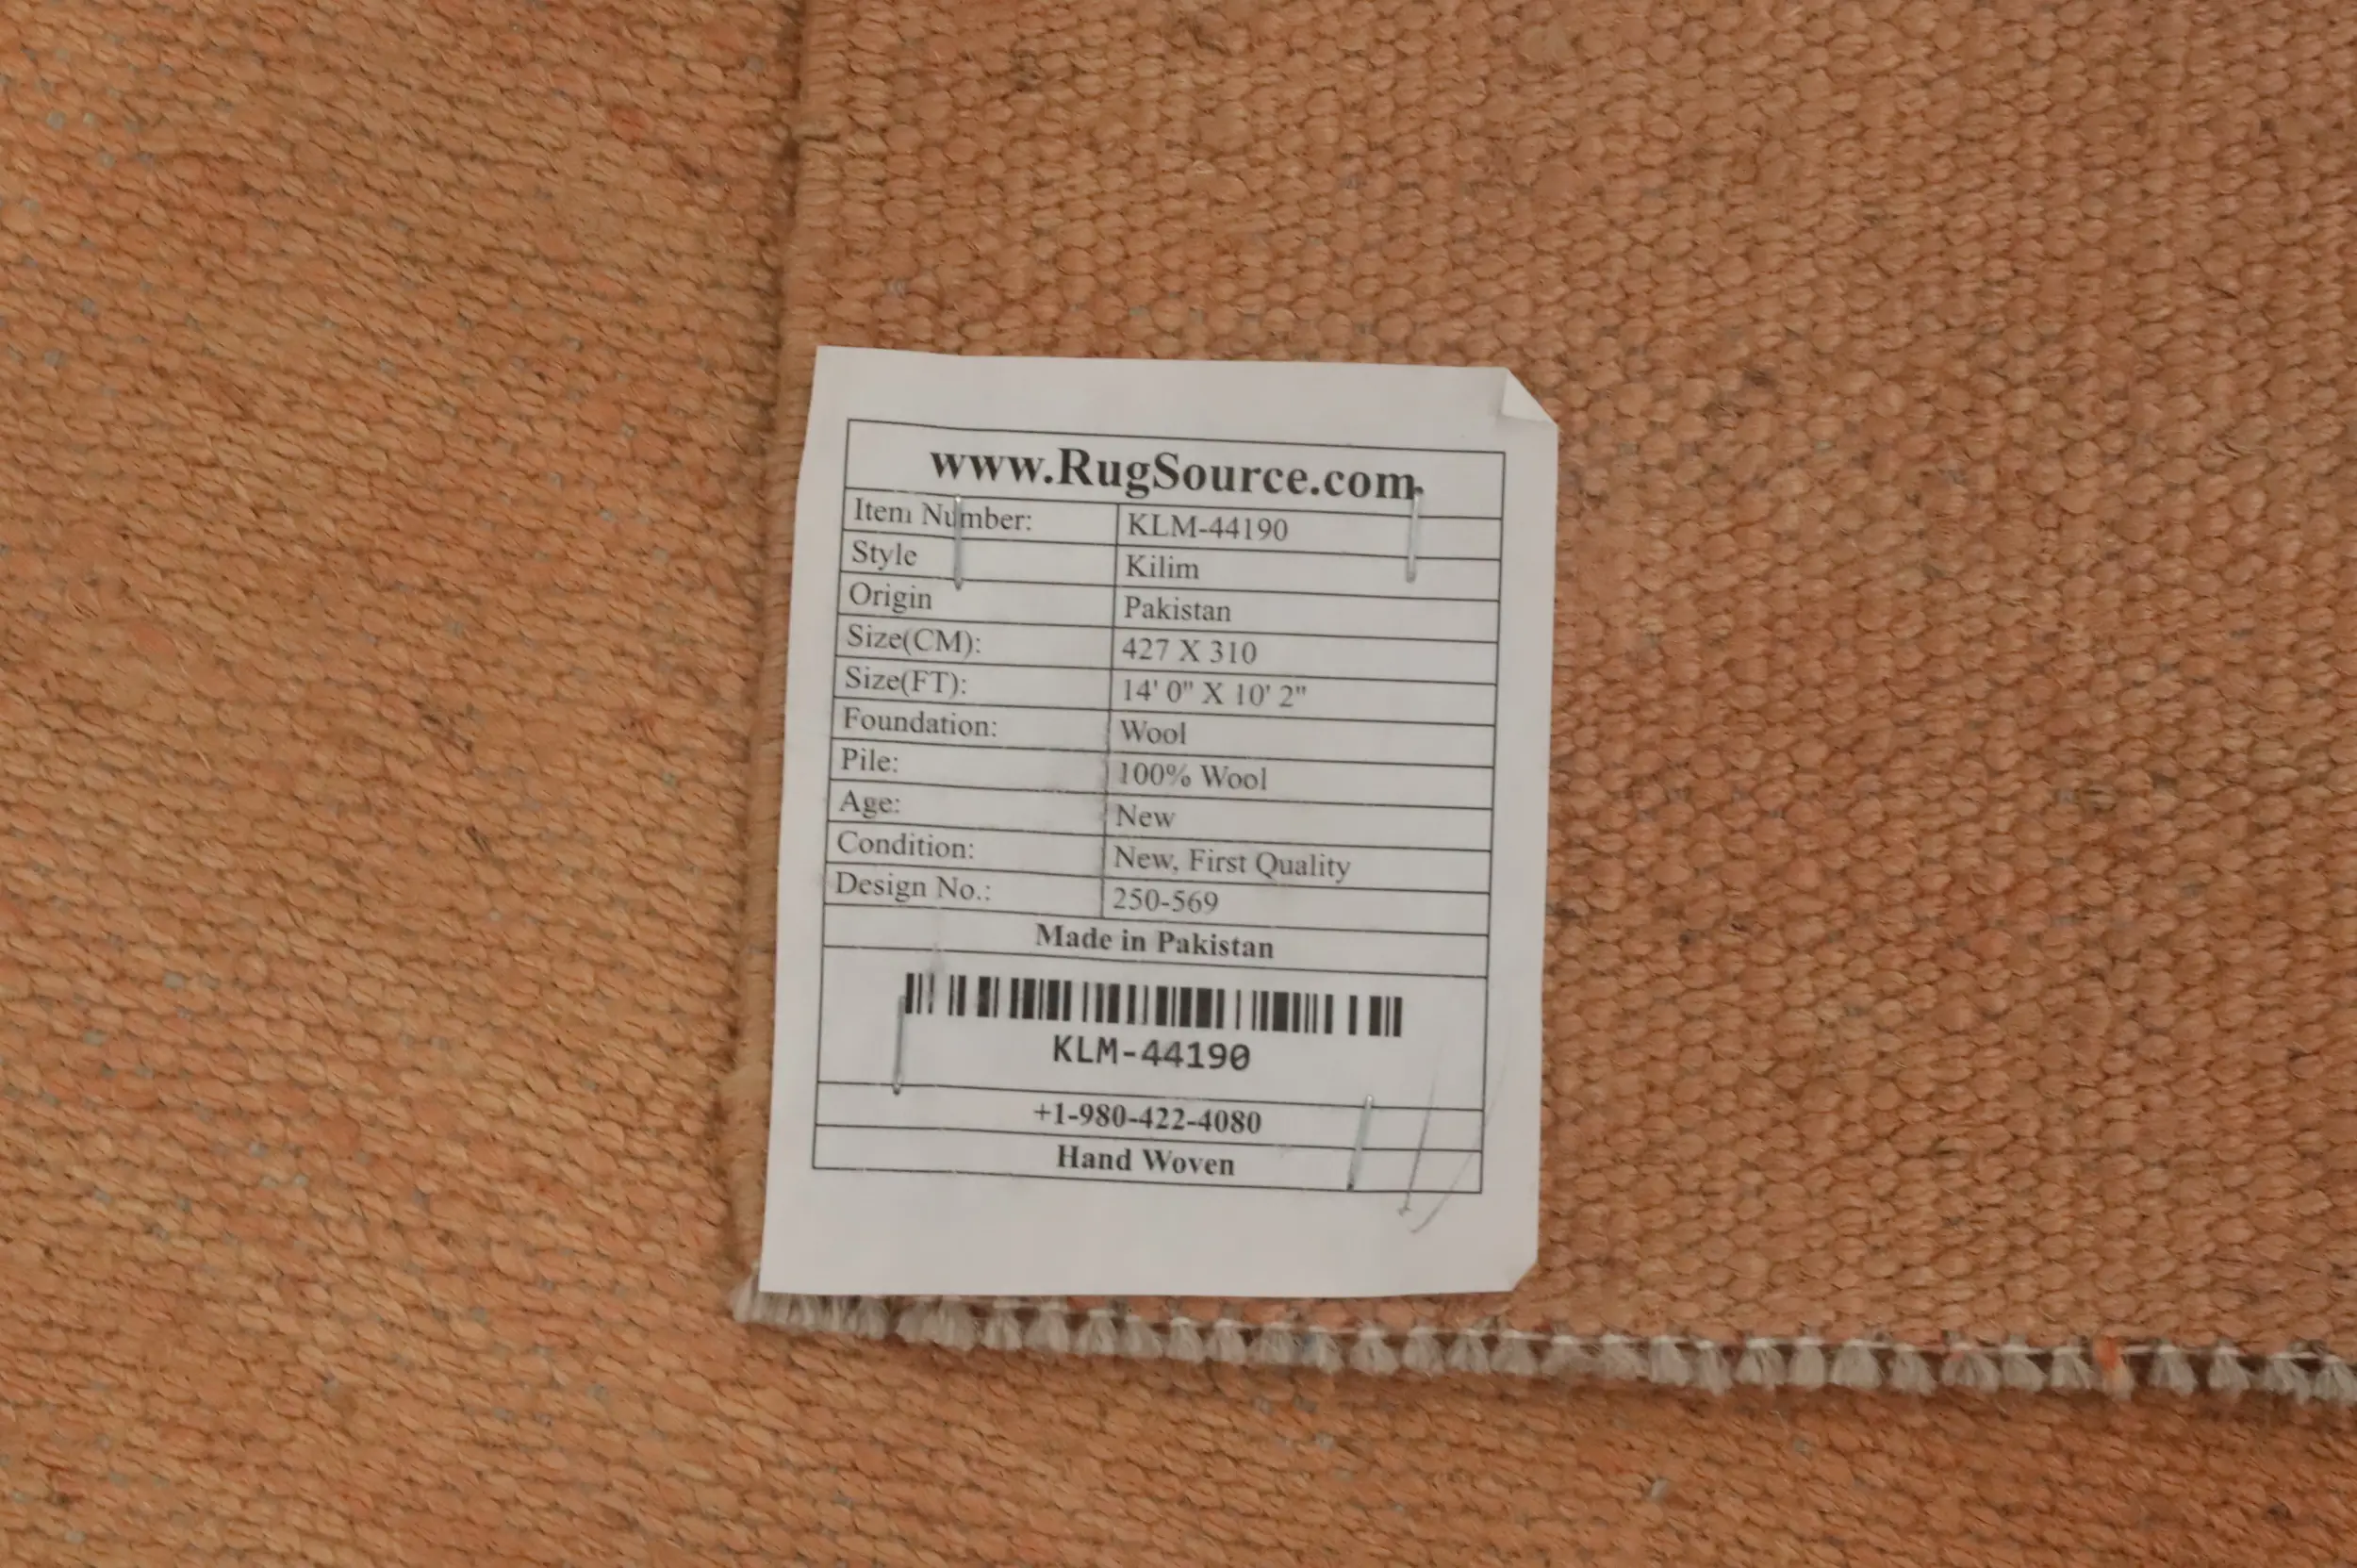 www.RugSource.com
Item Number: KLM-44190
Style Kilim
Origin Pakistan
Size(CM): 427 X 310
Size(FT): 14' 0" X 10' 2"
Foundation: Wool
Pile: 100% Wool
Age: New
Condition: New, First Quality
Design No.: 250-569
Made in Pakistan
KLM-44190
+1-980-422-4080
Hand Woven